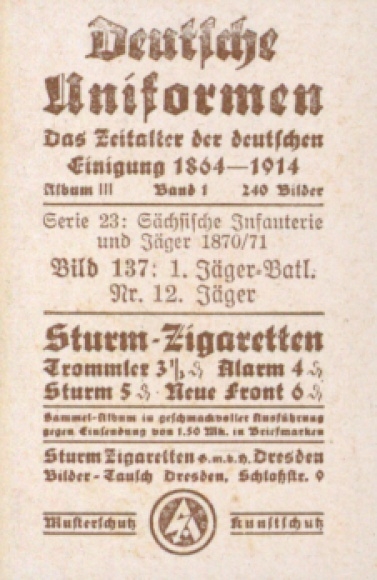 Deutsche
Uniformen
Das Zeitalter der deutschen
Einigung 1864—1914
Album III Band 1 240 Bilder
Serie 23: Sächsische Infanterie
und Jäger 1870/71
Bild 137: 1. Jäger-Batl.
Nr. 12. Jäger
Sturm-Zigaretten
Trommler 3⅓ ₰ Alarm 4 ₰
Sturm 5 ₰ Neue Front 6 ₰
Sammel-Album in geschmackvoller Ausführung
gegen Einsendung von 1.50 Mk. in Briefmarken
Sturm Zigaretten G.m.b.H. Dresden
Bilder-Tausch Dresden, Schloßstr. 9
Musterschutz Kunstschutz